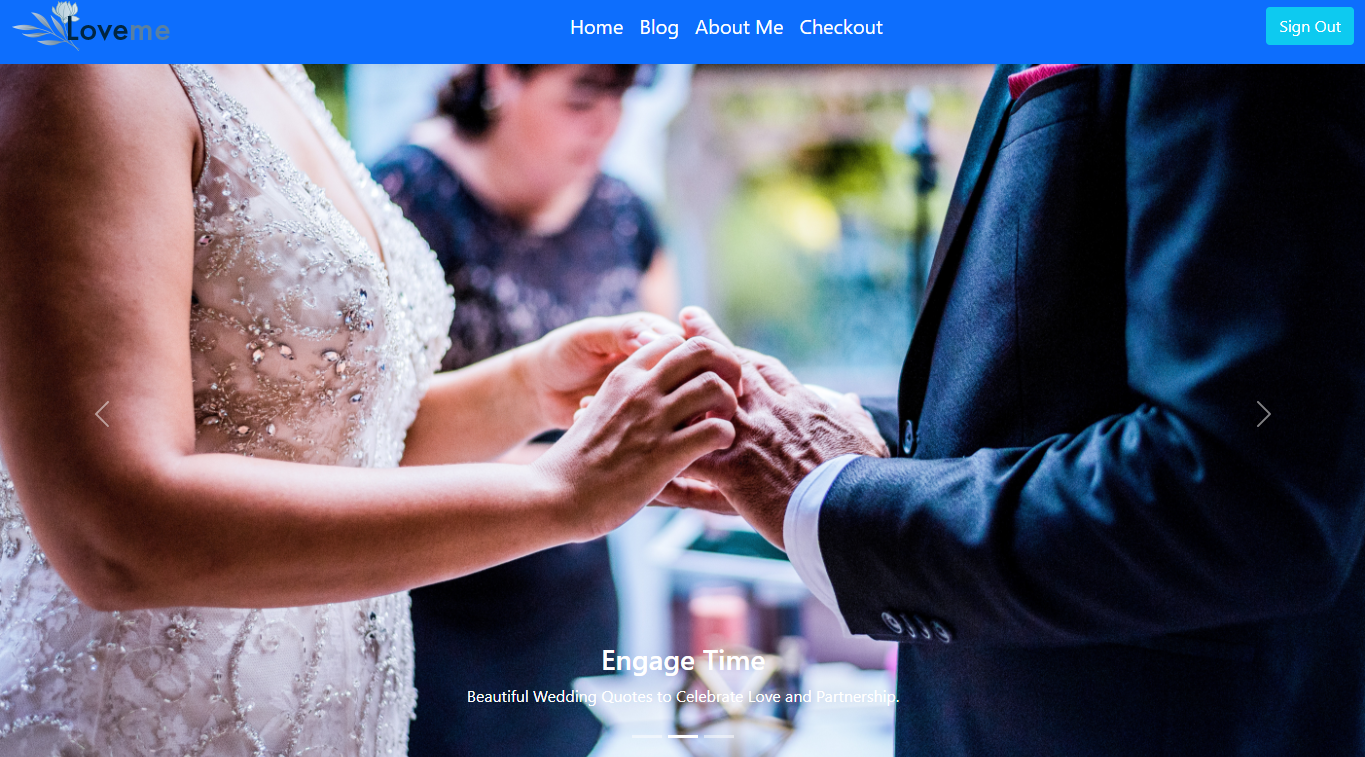 Loveme
Home Blog About Me Checkout
Sign Out
Engage Time
Beautiful Wedding Quotes to Celebrate Love and Partnership.